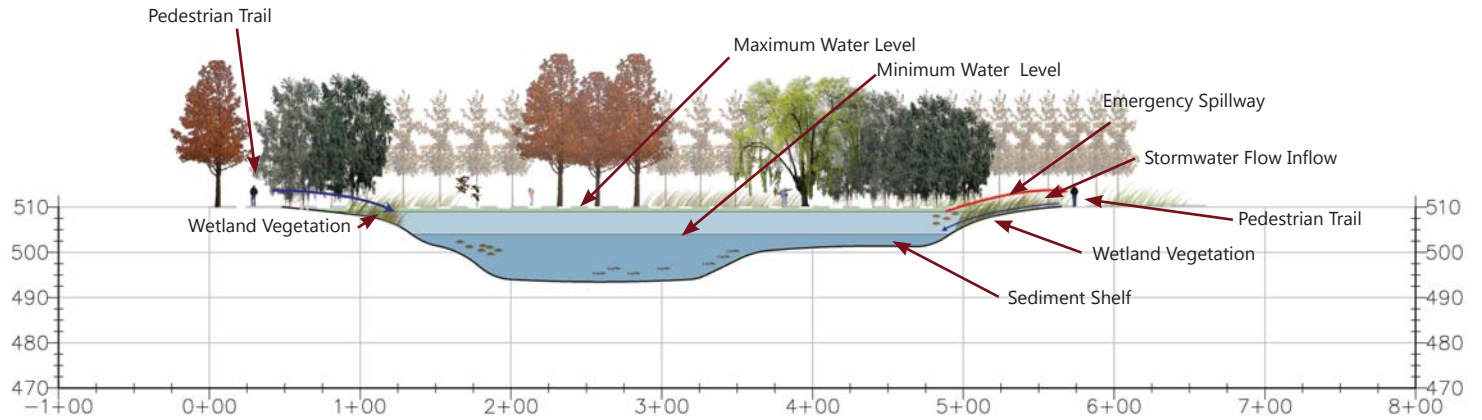 Pedestrian Trail
Maximum Water Level
Minimum Water Level
Emergency Spillway
Stormwater Flow Inflow
510
Wetland Vegetation
510
Pedestrian Trail
500
Wetland Vegetation
500
490
Sediment Shelf
490
480
480
470
470
−1+00 0+00 1+00 2+00 3+00 4+00 5+00 6+00 7+00 8+00